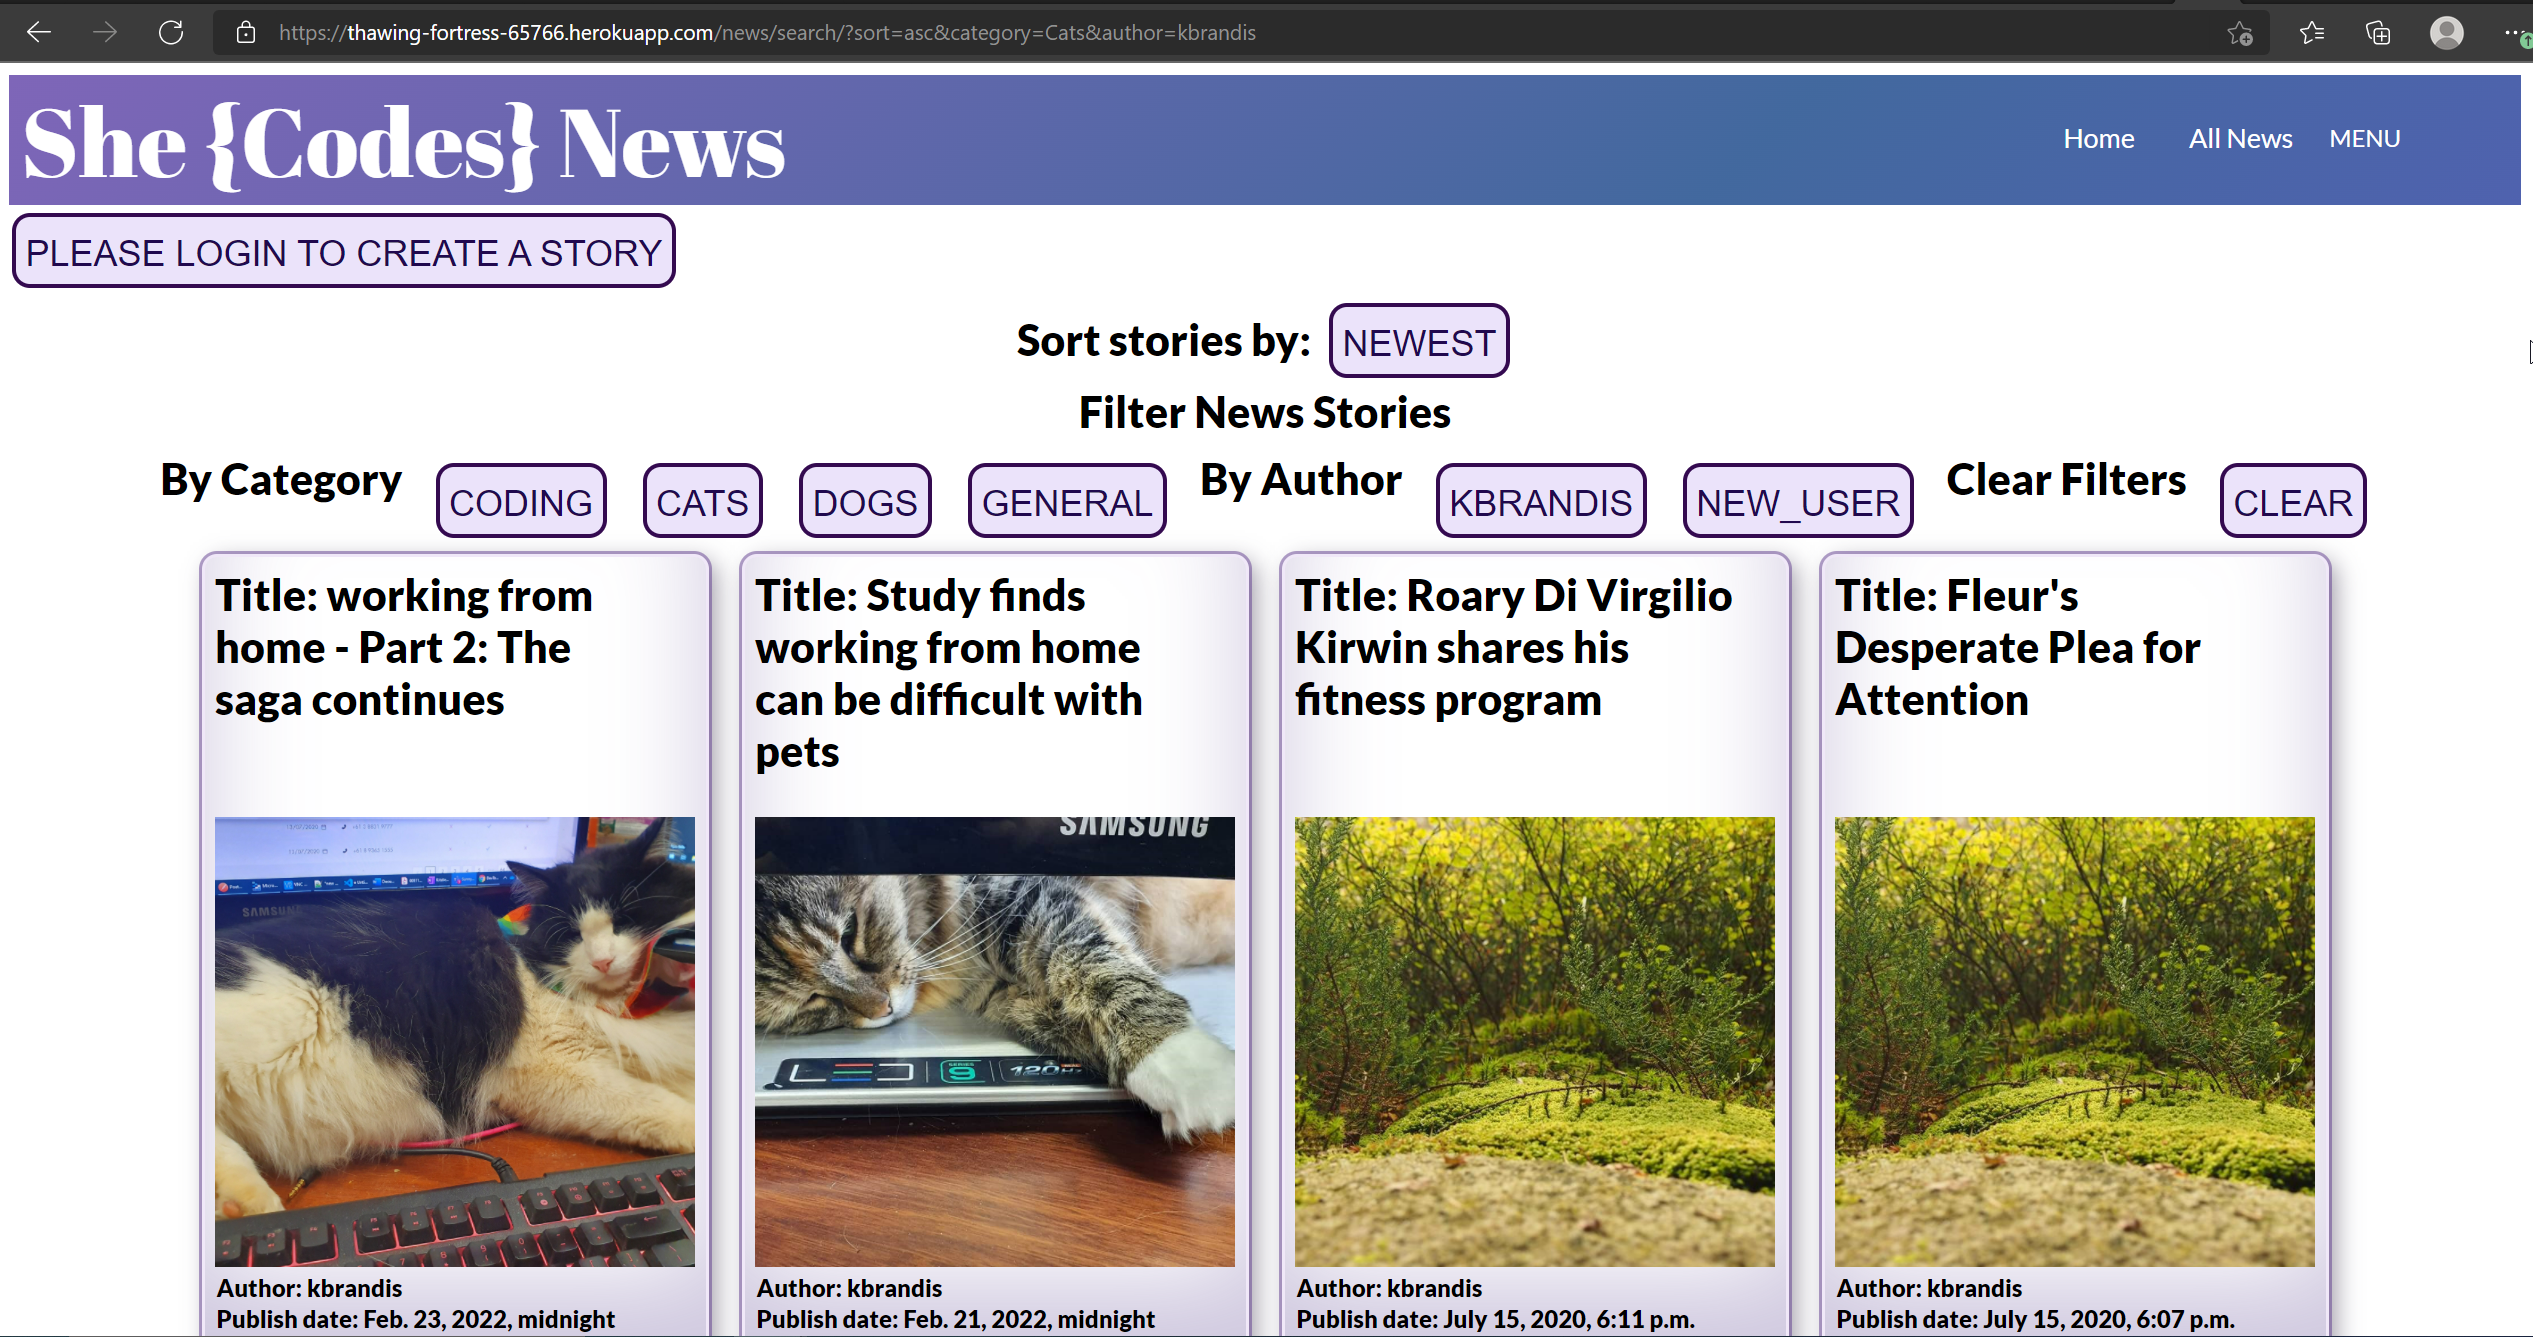 https://thawing-fortress-65766.herokuapp.com/news/search/?sort=asc&category=Cats&author=kbrandis
She {Codes} News
Home All News MENU
PLEASE LOGIN TO CREATE A STORY
Sort stories by: NEWEST
Filter News Stories
By Category CODING CATS DOGS GENERAL By Author KBRANDIS NEW_USER Clear Filters CLEAR
Title: working from
home - Part 2: The
saga continues
SAMSUNG
Author: kbrandis
Publish date: Feb. 23, 2022, midnight
Title: Study finds
working from home
can be difficult with
pets
SAMSUNG
LED SERIES 9 120Hz
Author: kbrandis
Publish date: Feb. 21, 2022, midnight
Title: Roary Di Virgilio
Kirwin shares his
fitness program
Author: kbrandis
Publish date: July 15, 2020, 6:11 p.m.
Title: Fleur's
Desperate Plea for
Attention
Author: kbrandis
Publish date: July 15, 2020, 6:07 p.m.